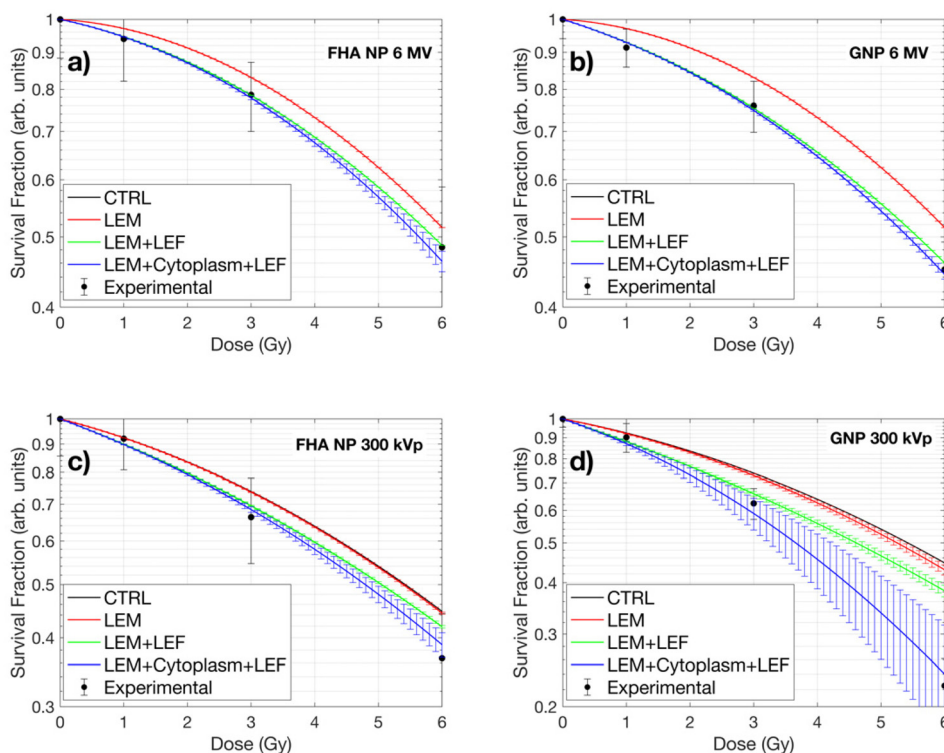 a)
FHA NP 6 MV
Survival Fraction (arb. units)
1
0.9
0.8
0.7
0.6
0.5
0.4
CTRL
LEM
LEM+LEF
LEM+Cytoplasm+LEF
Experimental
0 1 2 3 4 5 6
Dose (Gy)
b)
GNP 6 MV
Survival Fraction (arb. units)
1
0.9
0.8
0.7
0.6
0.5
0.4
CTRL
LEM
LEM+LEF
LEM+Cytoplasm+LEF
Experimental
0 1 2 3 4 5 6
Dose (Gy)
c)
FHA NP 300 kVp
Survival Fraction (arb. units)
1
0.9
0.8
0.7
0.6
0.5
0.4
0.3
CTRL
LEM
LEM+LEF
LEM+Cytoplasm+LEF
Experimental
0 1 2 3 4 5 6
Dose (Gy)
d)
GNP 300 kVp
Survival Fraction (arb. units)
1
0.9
0.8
0.7
0.6
0.5
0.4
0.3
0.2
CTRL
LEM
LEM+LEF
LEM+Cytoplasm+LEF
Experimental
0 1 2 3 4 5 6
Dose (Gy)